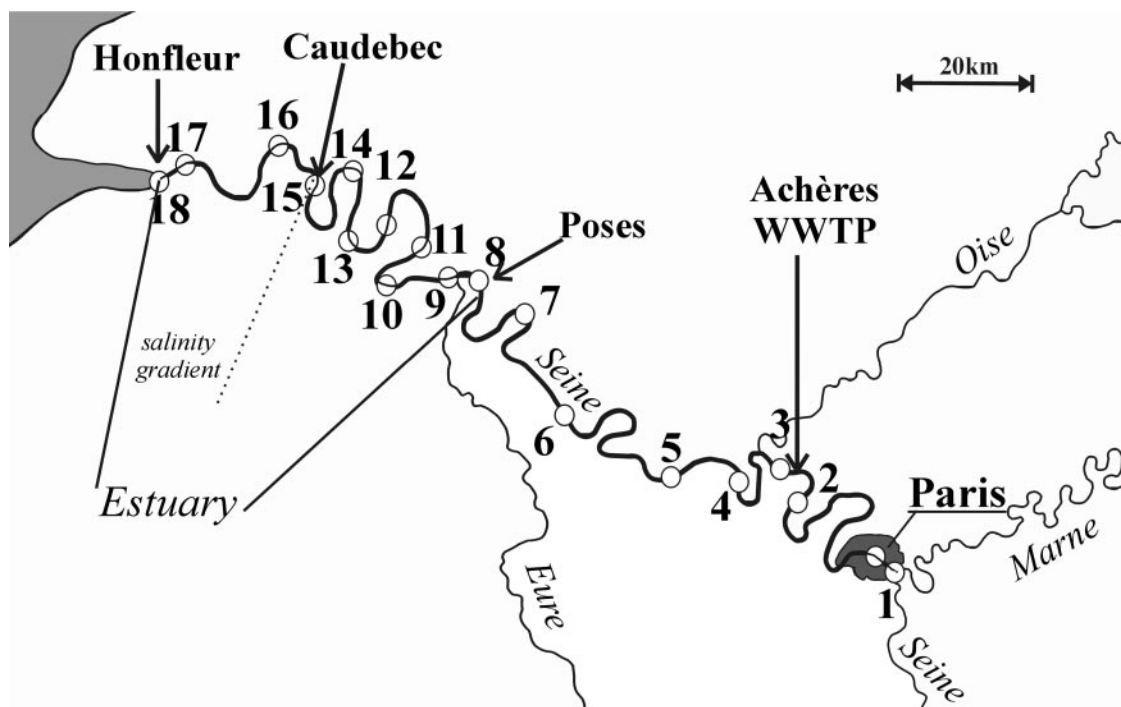 Honfleur
Caudebec
20km
17
16
14
12
18
15
13
11
10
9
8
Poses
7
Achères
WWTP
Oise
salinity
gradient
Seine
6
5
3
4
2
Paris
Marne
Estuary
Eure
1
Seine